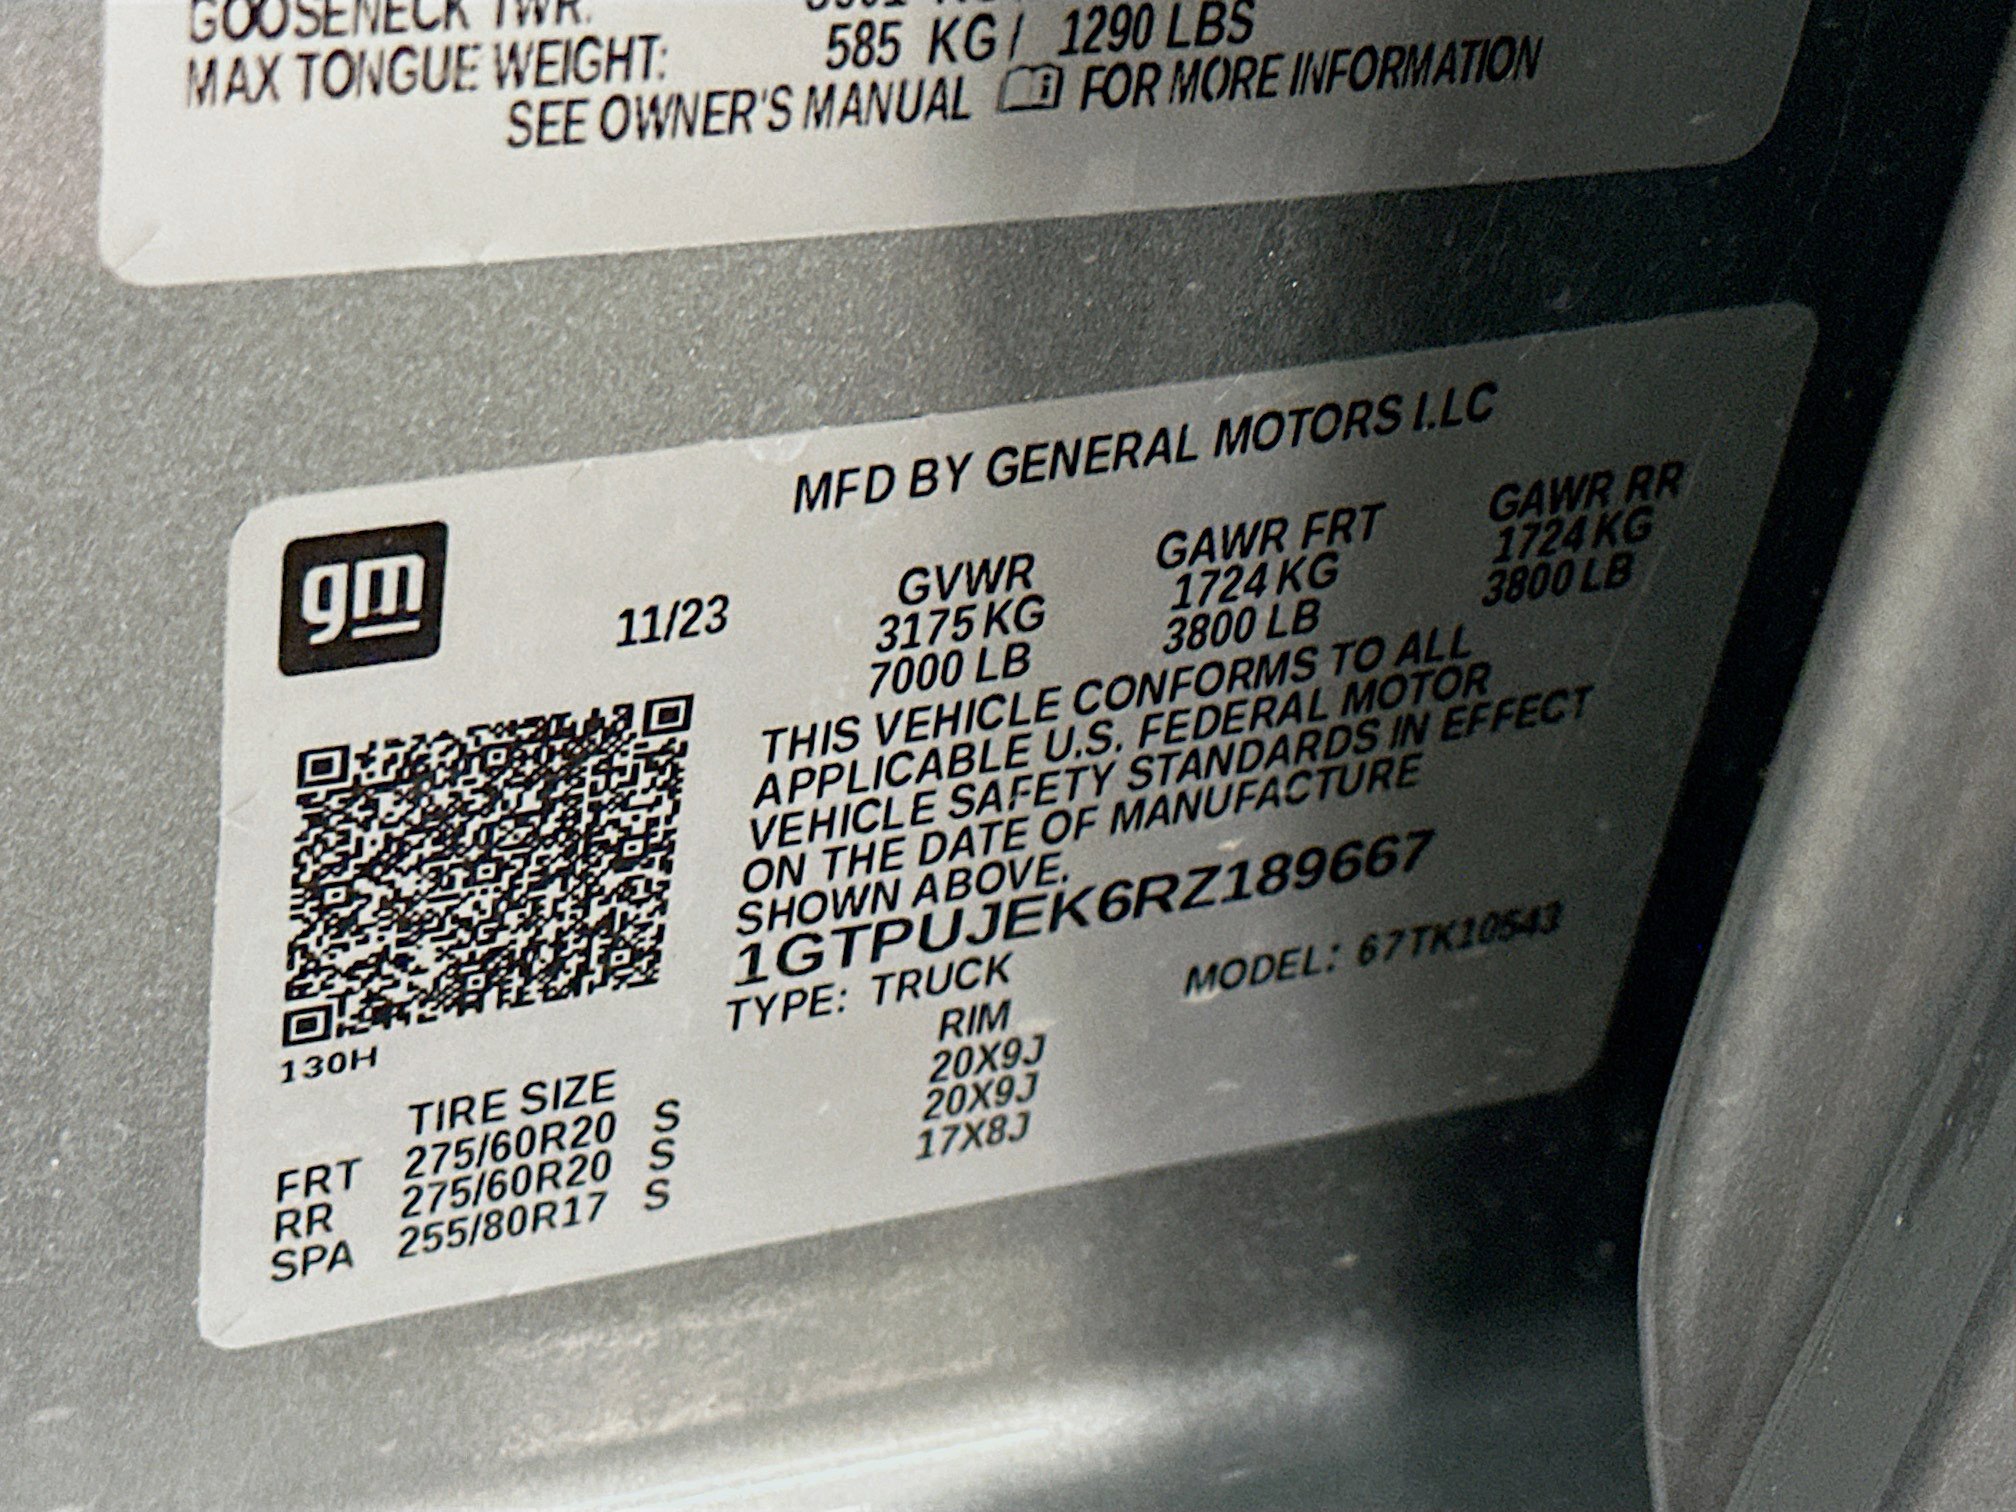 GOOSENECK TWR:
MAX TONGUE WEIGHT: 585 KG / 1290 LBS
SEE OWNER'S MANUAL FOR MORE INFORMATION
MFD BY GENERAL MOTORS LLC
gm
11/23
GVWR GAWR FRT GAWR RR
3175 KG 1724 KG 1724 KG
7000 LB 3800 LB 3800 LB
THIS VEHICLE CONFORMS TO ALL
APPLICABLE U.S. FEDERAL MOTOR
VEHICLE SAFETY STANDARDS IN EFFECT
ON THE DATE OF MANUFACTURE
SHOWN ABOVE.
1GTPUJEK6RZ189667
TYPE: TRUCK MODEL: 67TK10543
130H
TIRE SIZE RIM
FRT 275/60R20 S 20X9J
RR 275/60R20 S 20X9J
SPA 255/80R17 S 17X8J